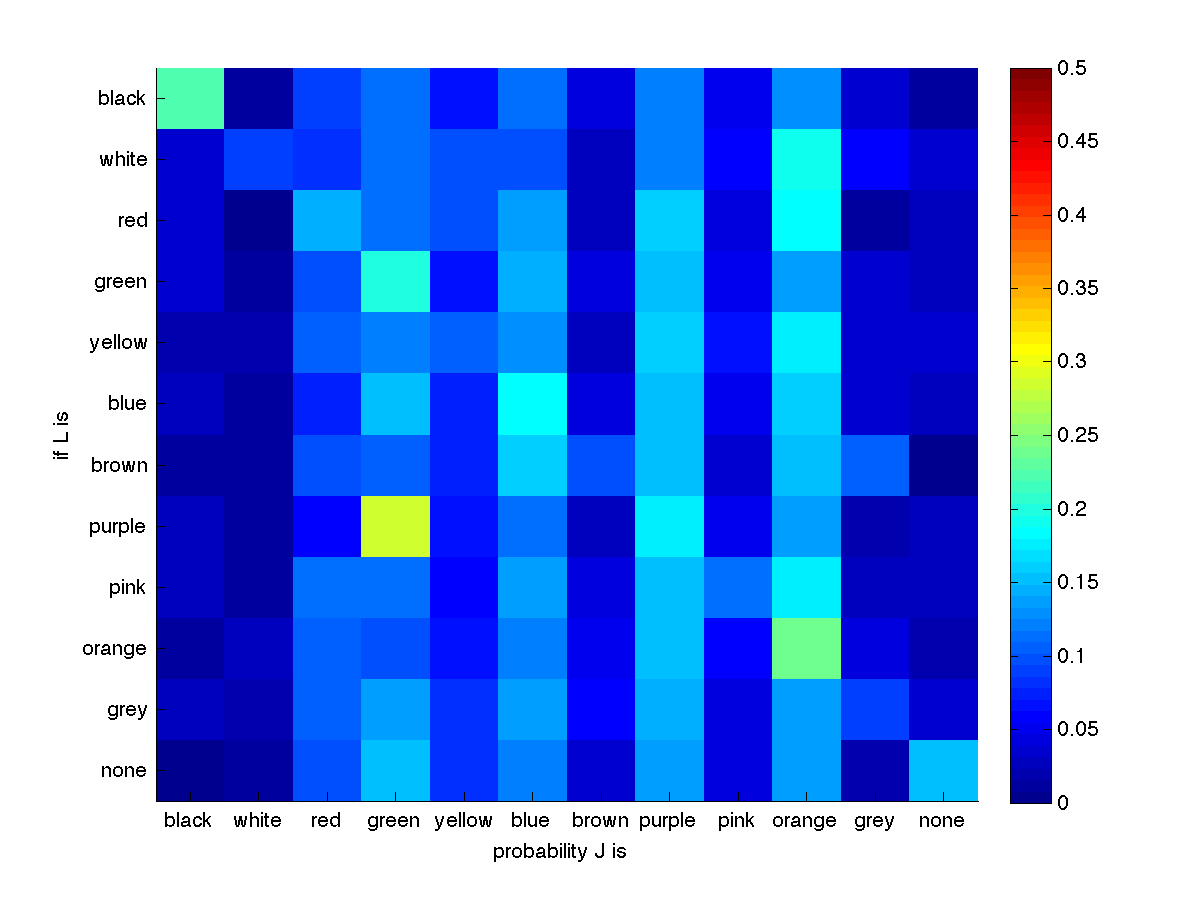 black
white
red
green
yellow
blue
brown
purple
pink
orange
grey
none
if L is
black white red green yellow blue brown purple pink orange grey none
probability J is
0.5
0.45
0.4
0.35
0.3
0.25
0.2
0.15
0.1
0.05
0